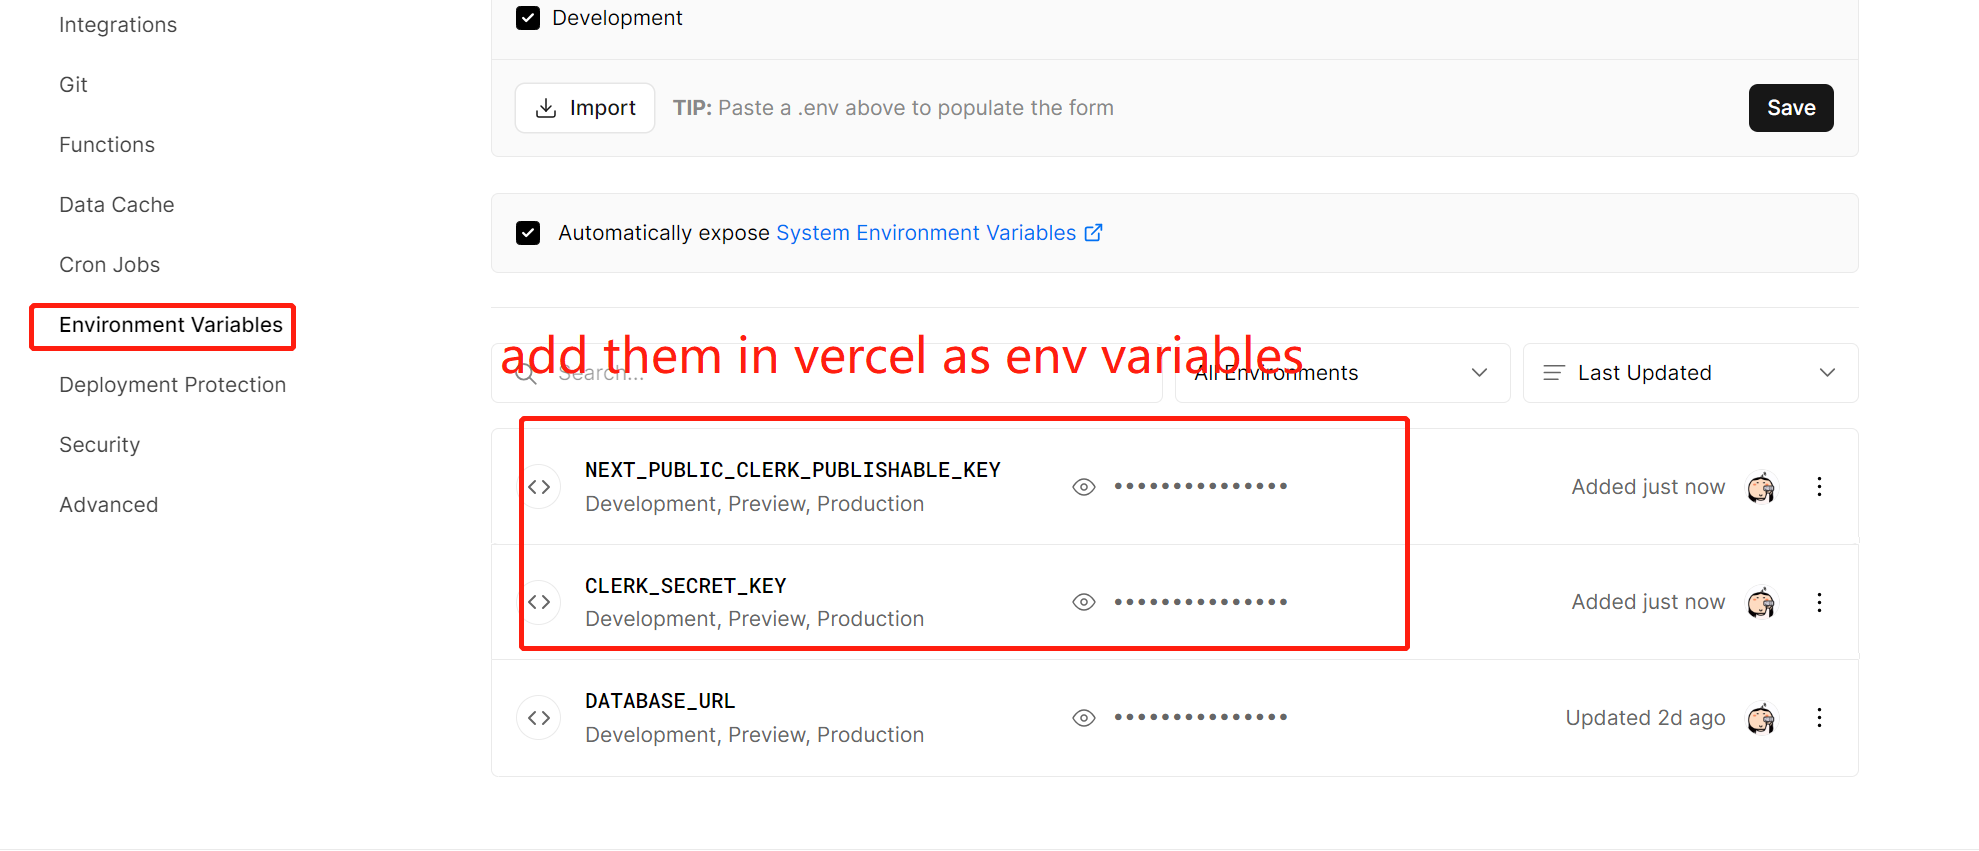 Integrations
Git
Functions
Data Cache
Cron Jobs
Environment Variables
Deployment Protection
Security
Advanced
Development
Import
TIP: Paste a .env above to populate the form
Save
Automatically expose System Environment Variables
add them in vercel as env variables
Search...
All Environments
Last Updated
NEXT_PUBLIC_CLERK_PUBLISHABLE_KEY
Development, Preview, Production
•••••••••••••••
Added just now
CLERK_SECRET_KEY
Development, Preview, Production
•••••••••••••••
Added just now
DATABASE_URL
Development, Preview, Production
•••••••••••••••
Updated 2d ago